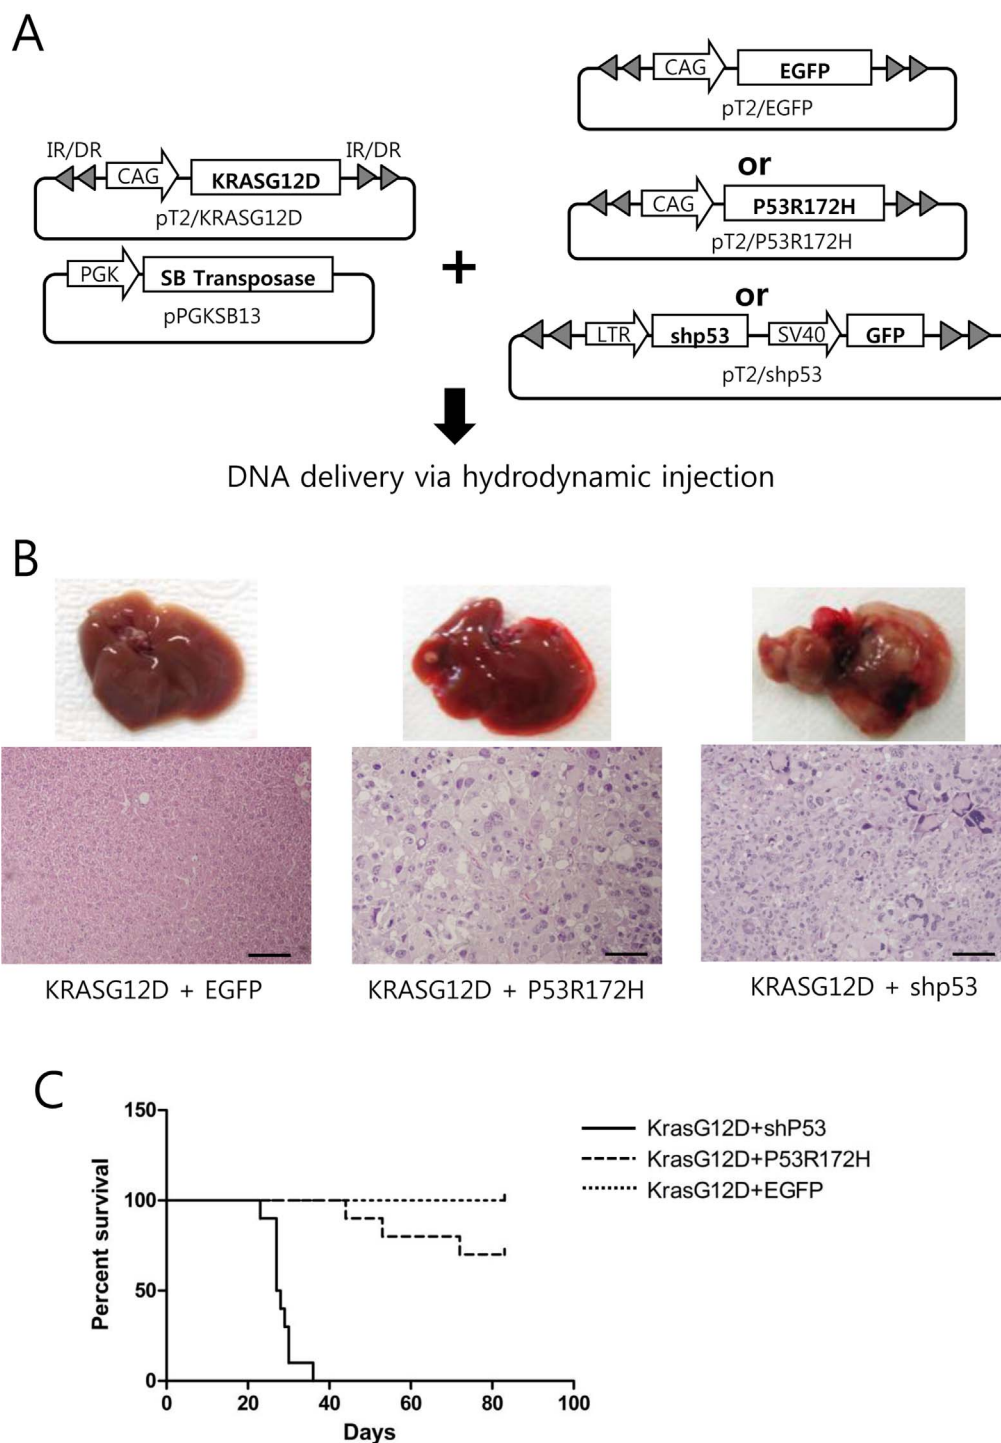 A
IR/DR
IR/DR
CAG
KRASG12D
pT2/KRASG12D
PGK
SB Transposase
pPGKSB13
+
CAG
EGFP
pT2/EGFP
or
CAG
P53R172H
pT2/P53R172H
or
LTR
shp53
SV40
GFP
pT2/shp53
DNA delivery via hydrodynamic injection
B
KRASG12D + EGFP
KRASG12D + P53R172H
KRASG12D + shp53
C
Percent survival
150
100
50
0
0 20 40 60 80 100
Days
KrasG12D+shP53
KrasG12D+P53R172H
KrasG12D+EGFP